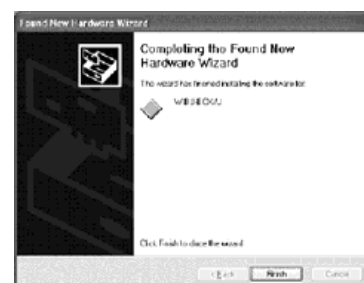 Found New Hardware Wizard
Completing the Found New
Hardware Wizard
The wizard has finished installing the software for:
Click Finish to close the wizard.
< Back Finish Cancel